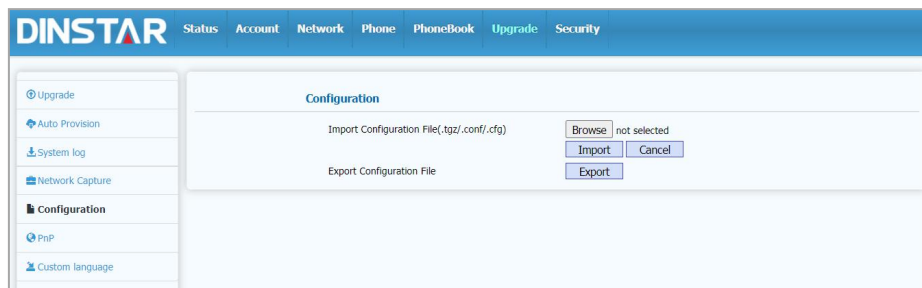 DINSTAR Status Account Network Phone PhoneBook Upgrade Security
Upgrade
Auto Provision
System log
Network Capture
Configuration
PnP
Custom language
Configuration
Import Configuration File(.tgz/.conf/.cfg) Browse not selected
Import Cancel
Export Configuration File Export